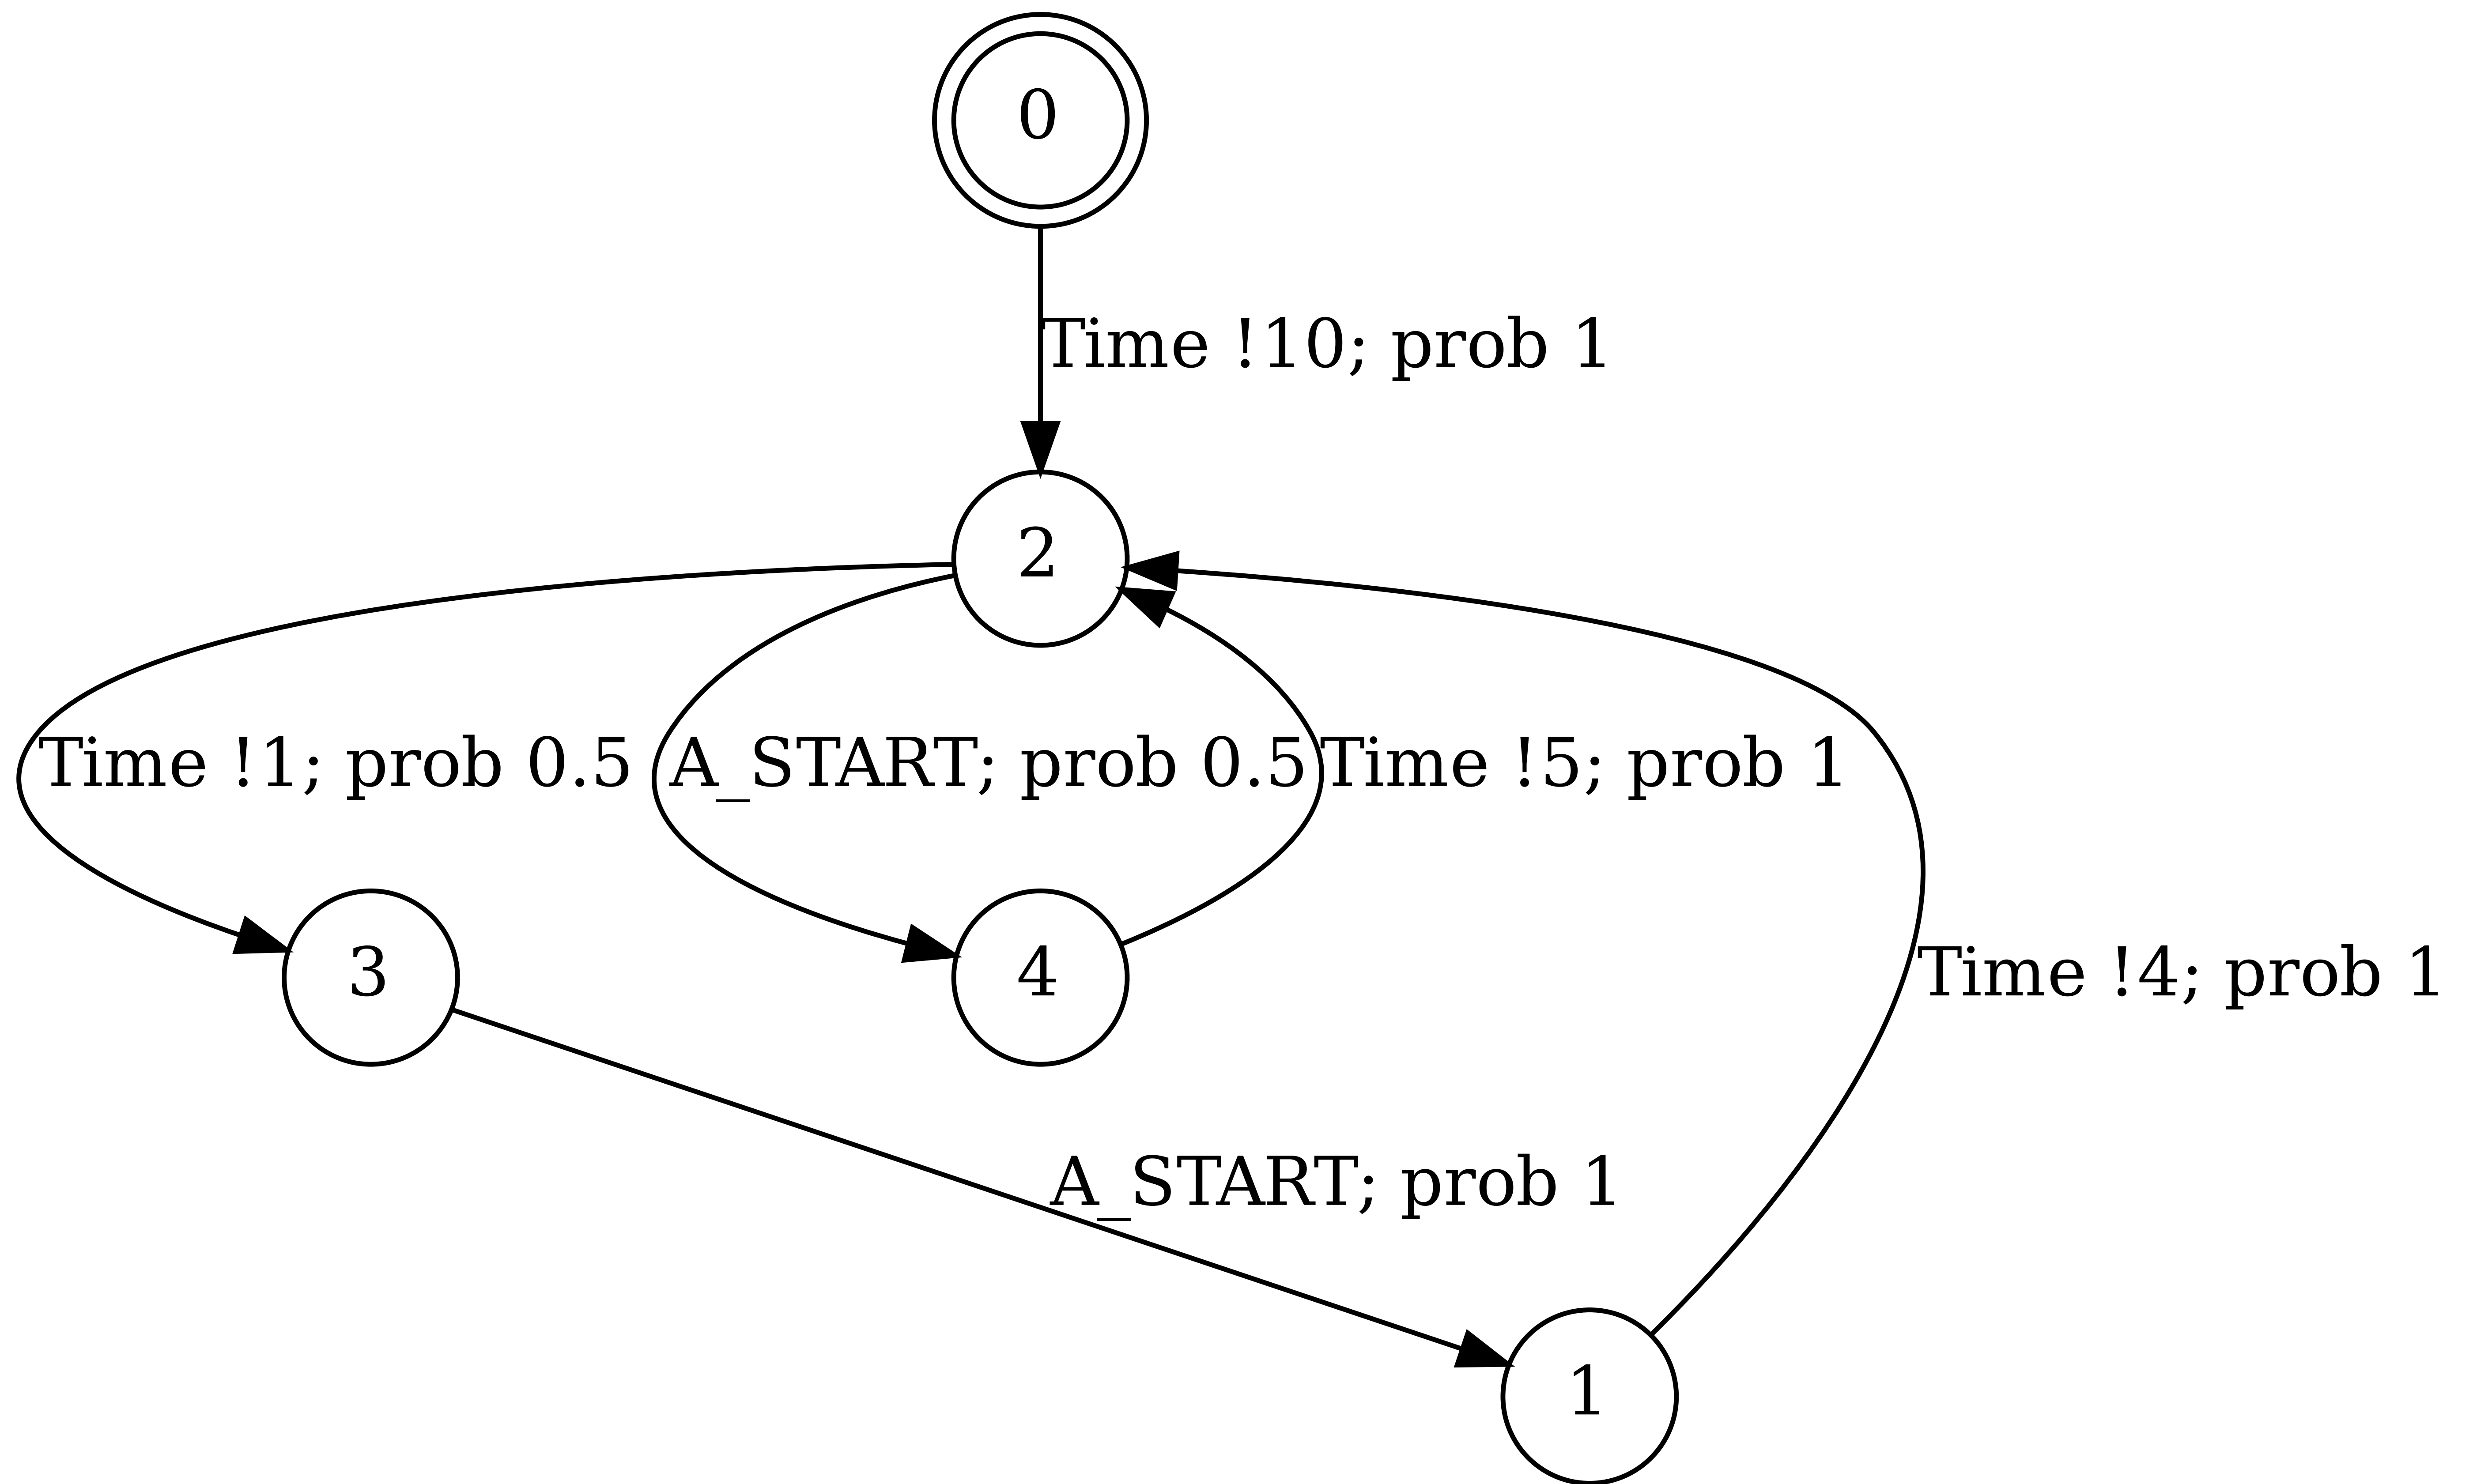 0
Time !10; prob 1
2
Time !1; prob 0.5
A_START; prob 0.5
Time !5; prob 1
3
4
Time !4; prob 1
A_START; prob 1
1